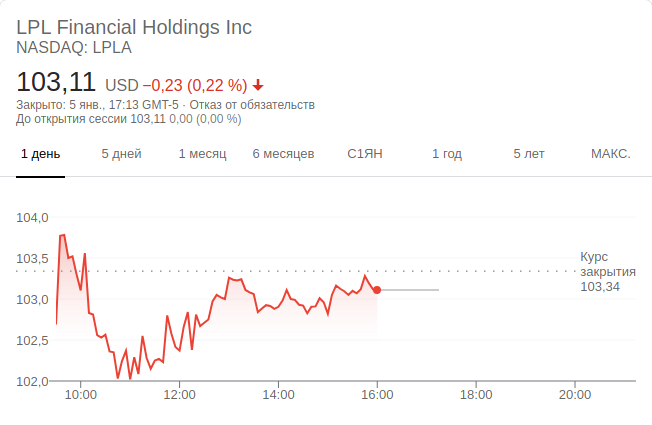 LPL Financial Holdings Inc
NASDAQ: LPLA
103,11 USD −0,23 (0,22 %)
Закрыто: 5 янв., 17:13 GMT-5 · Отказ от обязательств
До открытия сессии 103,11 0,00 (0,00 %)
1 день 5 дней 1 месяц 6 месяцев С1ЯН 1 год 5 лет МАКС.
104,0
103,5
103,0
102,5
102,0
Курс
закрытия
103,34
10:00 12:00 14:00 16:00 18:00 20:00